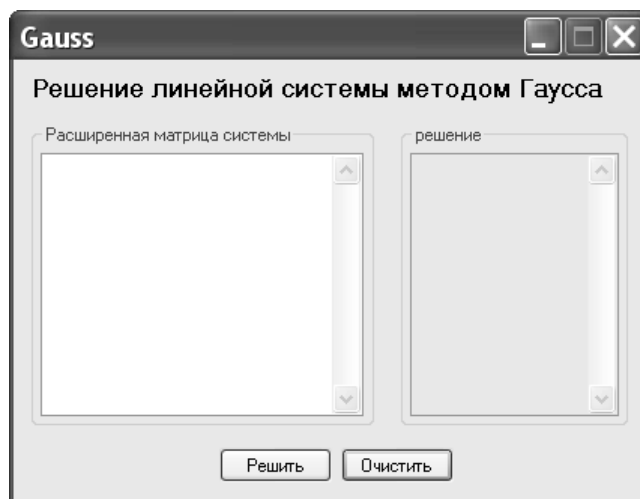 Gauss
Решение линейной системы методом Гаусса
Расширенная матрица системы
решение
Решить
Очистить